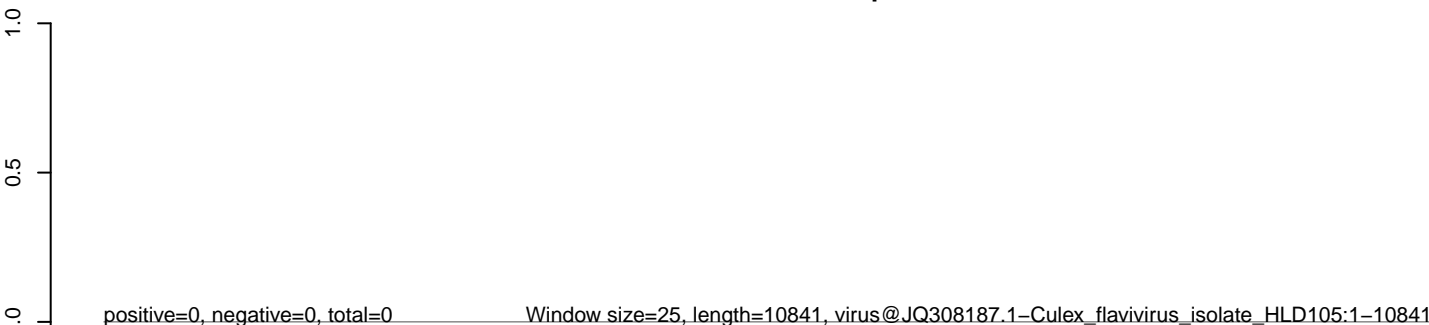 1.0
0.5
.0
positive=0, negative=0, total=0
Window size=25, length=10841, virus@JQ308187.1−Culex_flavivirus_isolate_HLD105:1−10841